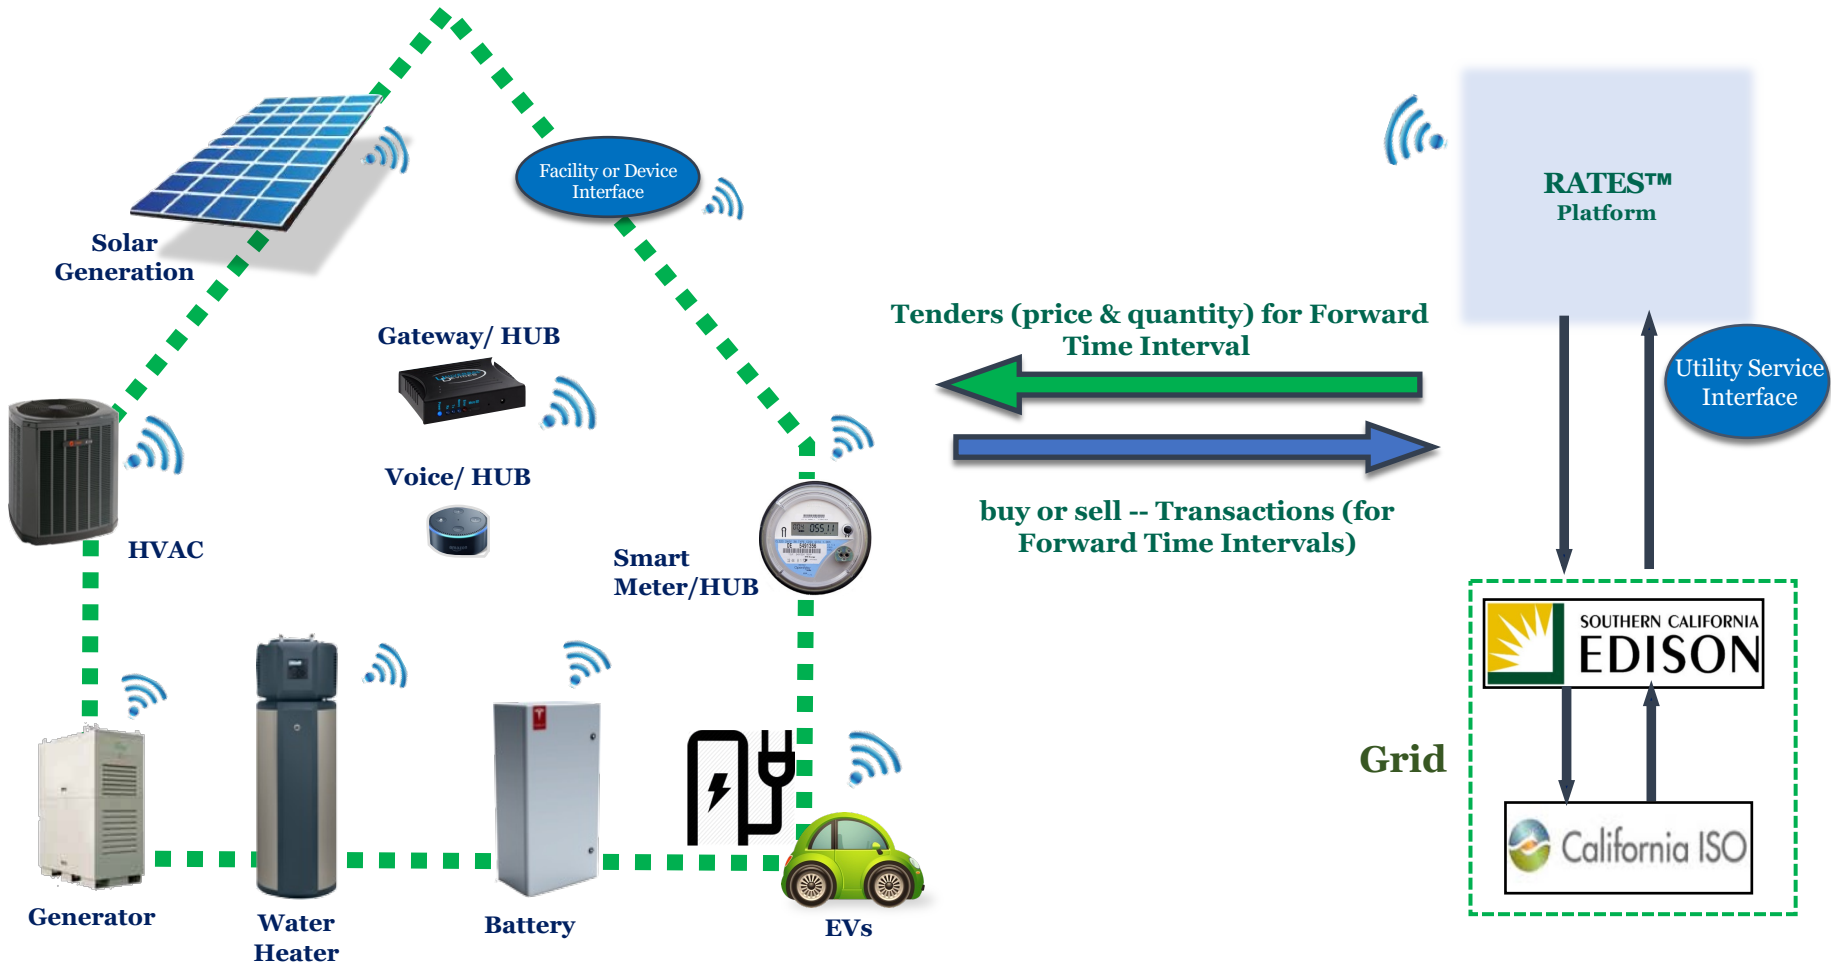 Solar
Generation
Facility or Device
Interface
RATES™
Platform
Gateway/ HUB
Voice/ HUB
HVAC
Smart
Meter/HUB
05511
Tenders (price & quantity) for Forward
Time Interval
buy or sell -- Transactions (for
Forward Time Intervals)
Utility Service
Interface
SOUTHERN CALIFORNIA
EDISON
Grid
California ISO
Generator
Water
Heater
Battery
EVs